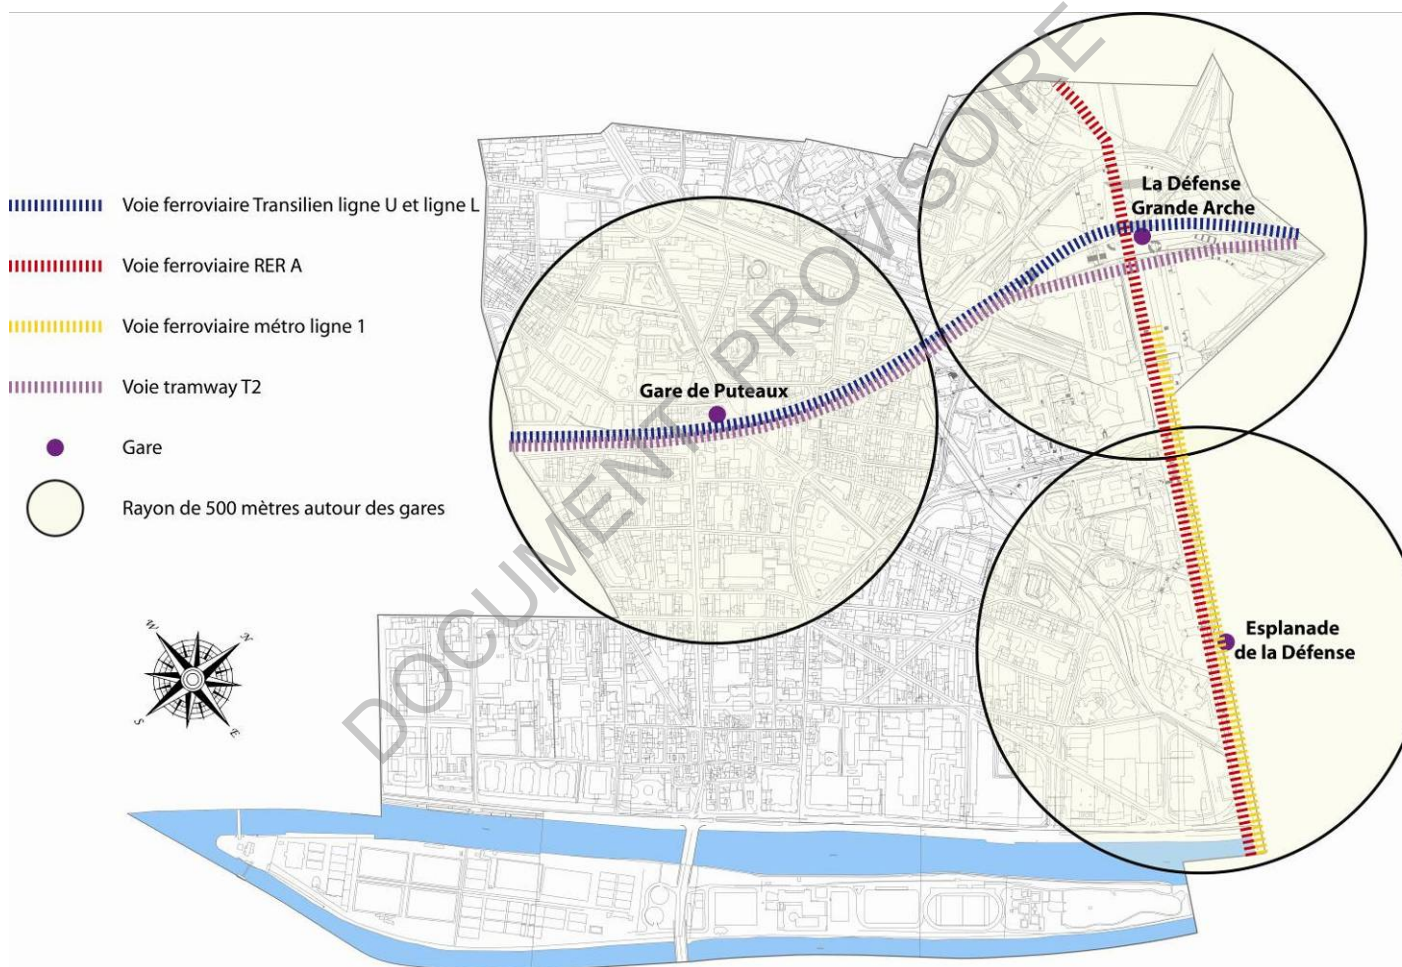 Voie ferroviaire Transilien ligne U et ligne L
Voie ferroviaire RER A
Voie ferroviaire métro ligne 1
Voie tramway T2
Gare
Rayon de 500 mètres autour des gares
La Défense
Grande Arche
Gare de Puteaux
Esplanade
de la Défense
W
N
S
E
DOCUMENT PROVISOIRE